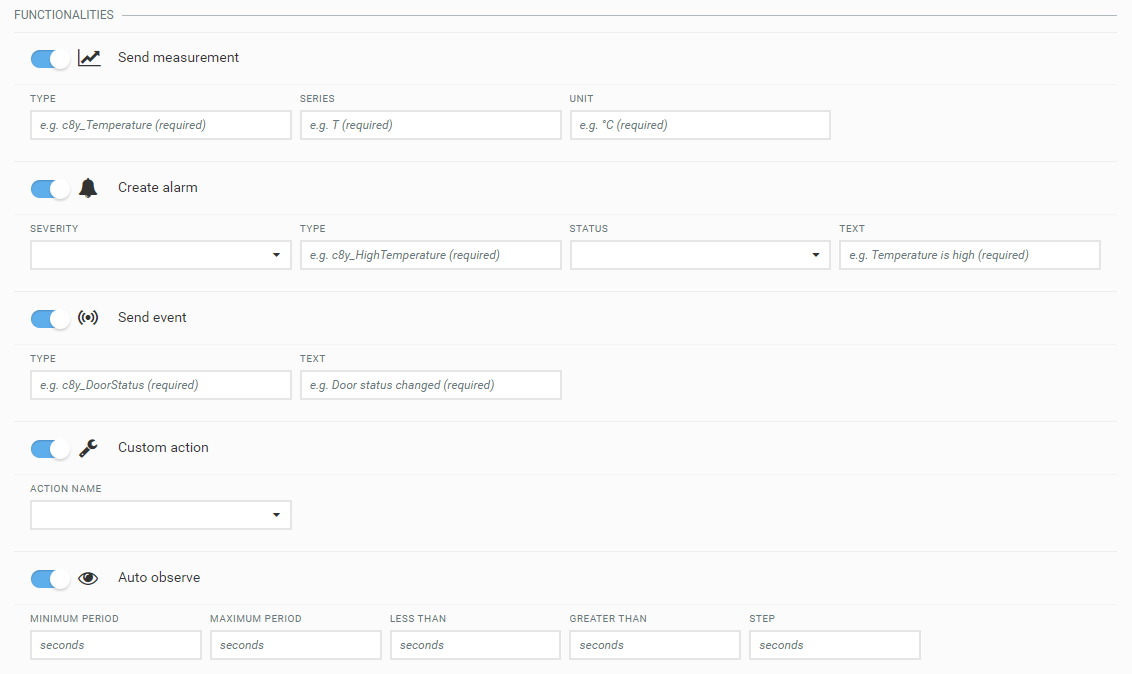 FUNCTIONALITIES
Send measurement
TYPE SERIES UNIT
e.g. c8y_Temperature (required) e.g. T (required) e.g. °C (required)
Create alarm
SEVERITY TYPE STATUS TEXT
e.g. c8y_HighTemperature (required) e.g. Temperature is high (required)
Send event
TYPE TEXT
e.g. c8y_DoorStatus (required) e.g. Door status changed (required)
Custom action
ACTION NAME
Auto observe
MINIMUM PERIOD MAXIMUM PERIOD LESS THAN GREATER THAN STEP
seconds seconds seconds seconds seconds